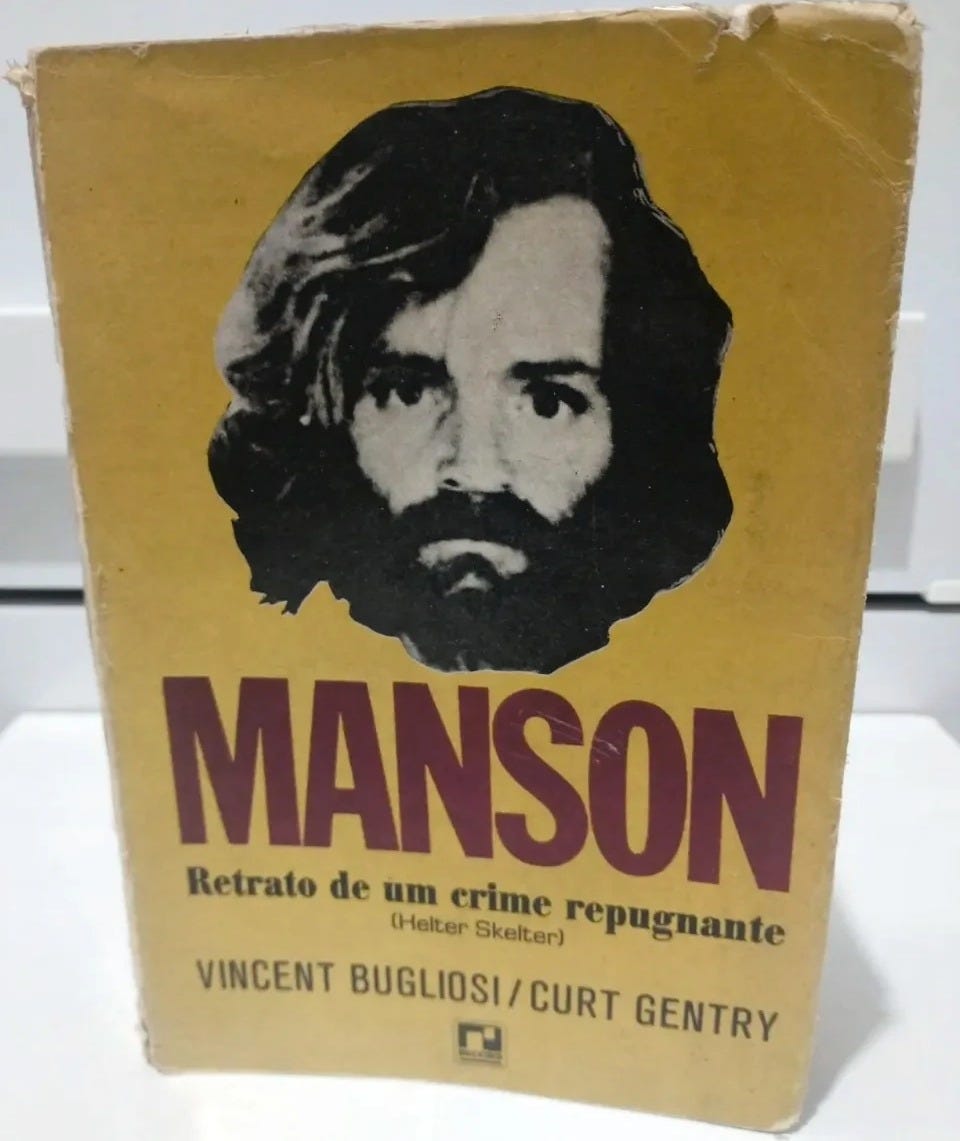 MANSON
Retrato de um crime repugnante
(Helter Skelter)
VINCENT BUGLIOSI/CURT GENTRY